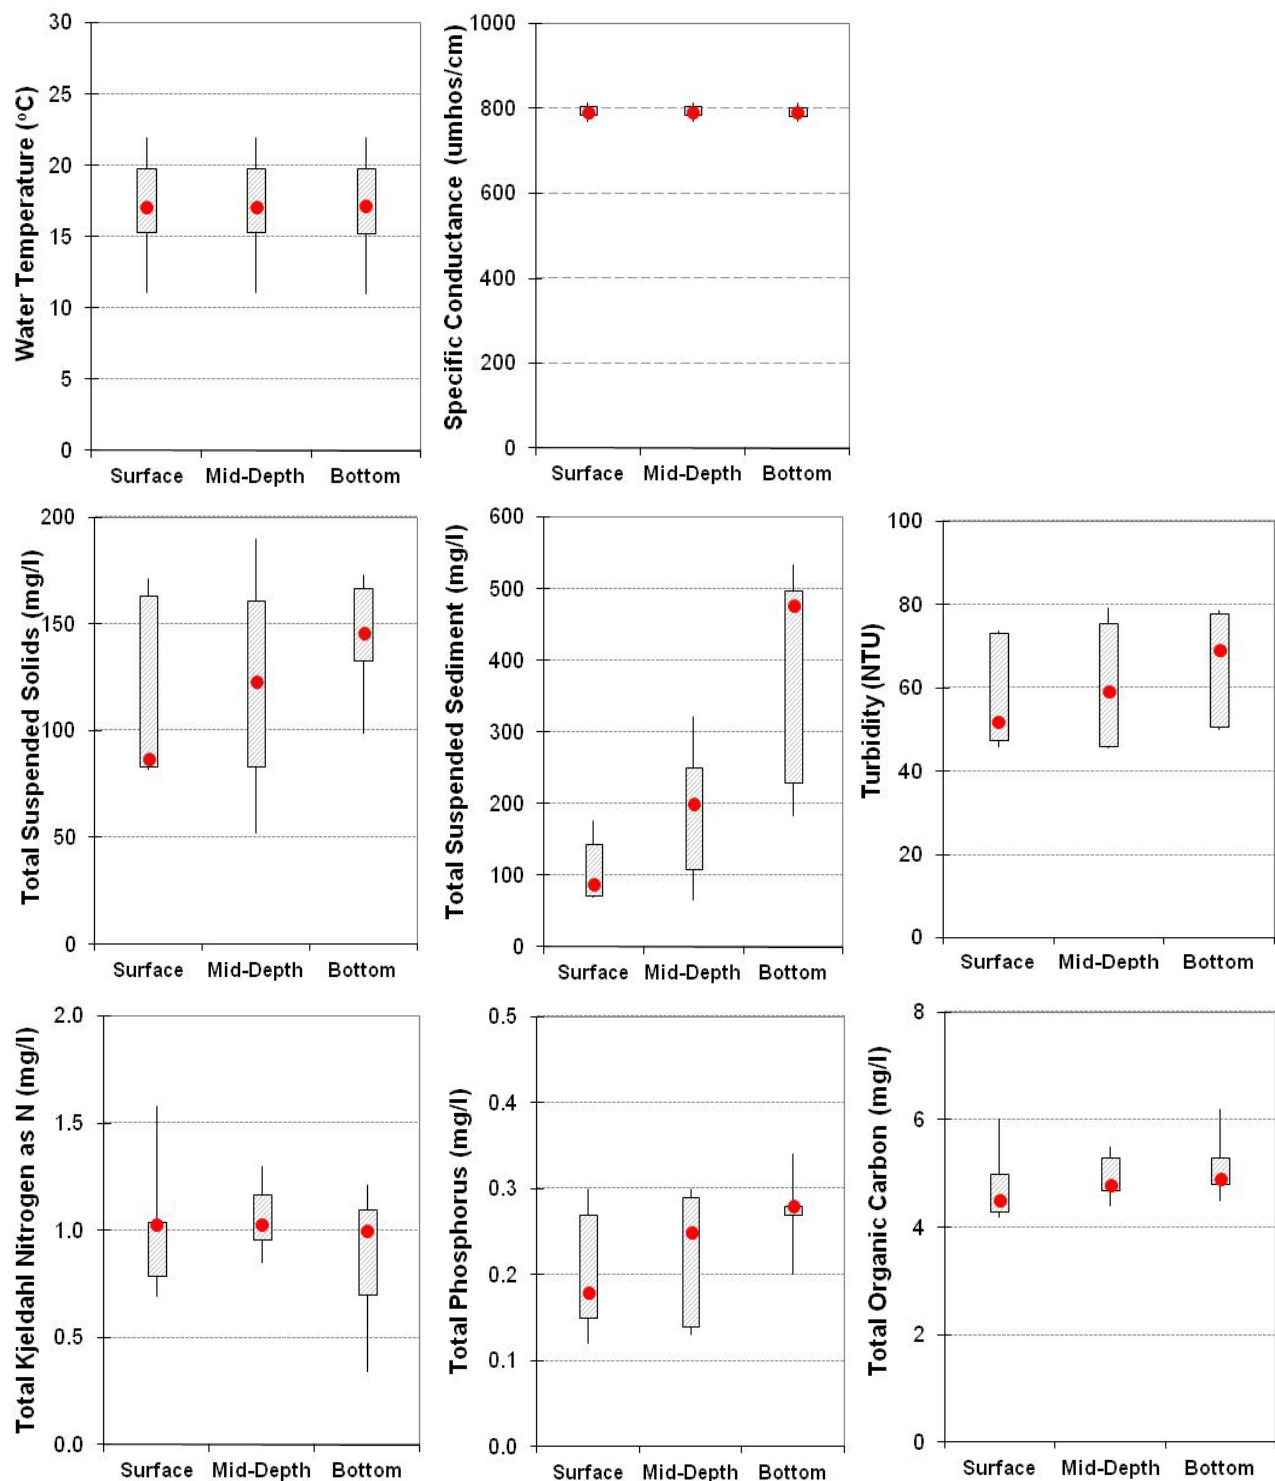 Water Temperature (°C)
30
25
20
15
10
5
0
Surface Mid-Depth Bottom
Specific Conductance (umhos/cm)
1000
800
600
400
200
0
Surface Mid-Depth Bottom
Total Suspended Solids (mg/l)
200
150
100
50
0
Surface Mid-Depth Bottom
Total Suspended Sediment (mg/l)
600
500
400
300
200
100
0
Surface Mid-Depth Bottom
Turbidity (NTU)
100
80
60
40
20
0
Surface Mid-Depth Bottom
Total Kjeldahl Nitrogen as N (mg/l)
2.0
1.5
1.0
0.5
0.0
Surface Mid-Depth Bottom
Total Phosphorus (mg/l)
0.5
0.4
0.3
0.2
0.1
0.0
Surface Mid-Depth Bottom
Total Organic Carbon (mg/l)
8
6
4
2
0
Surface Mid-Depth Bottom